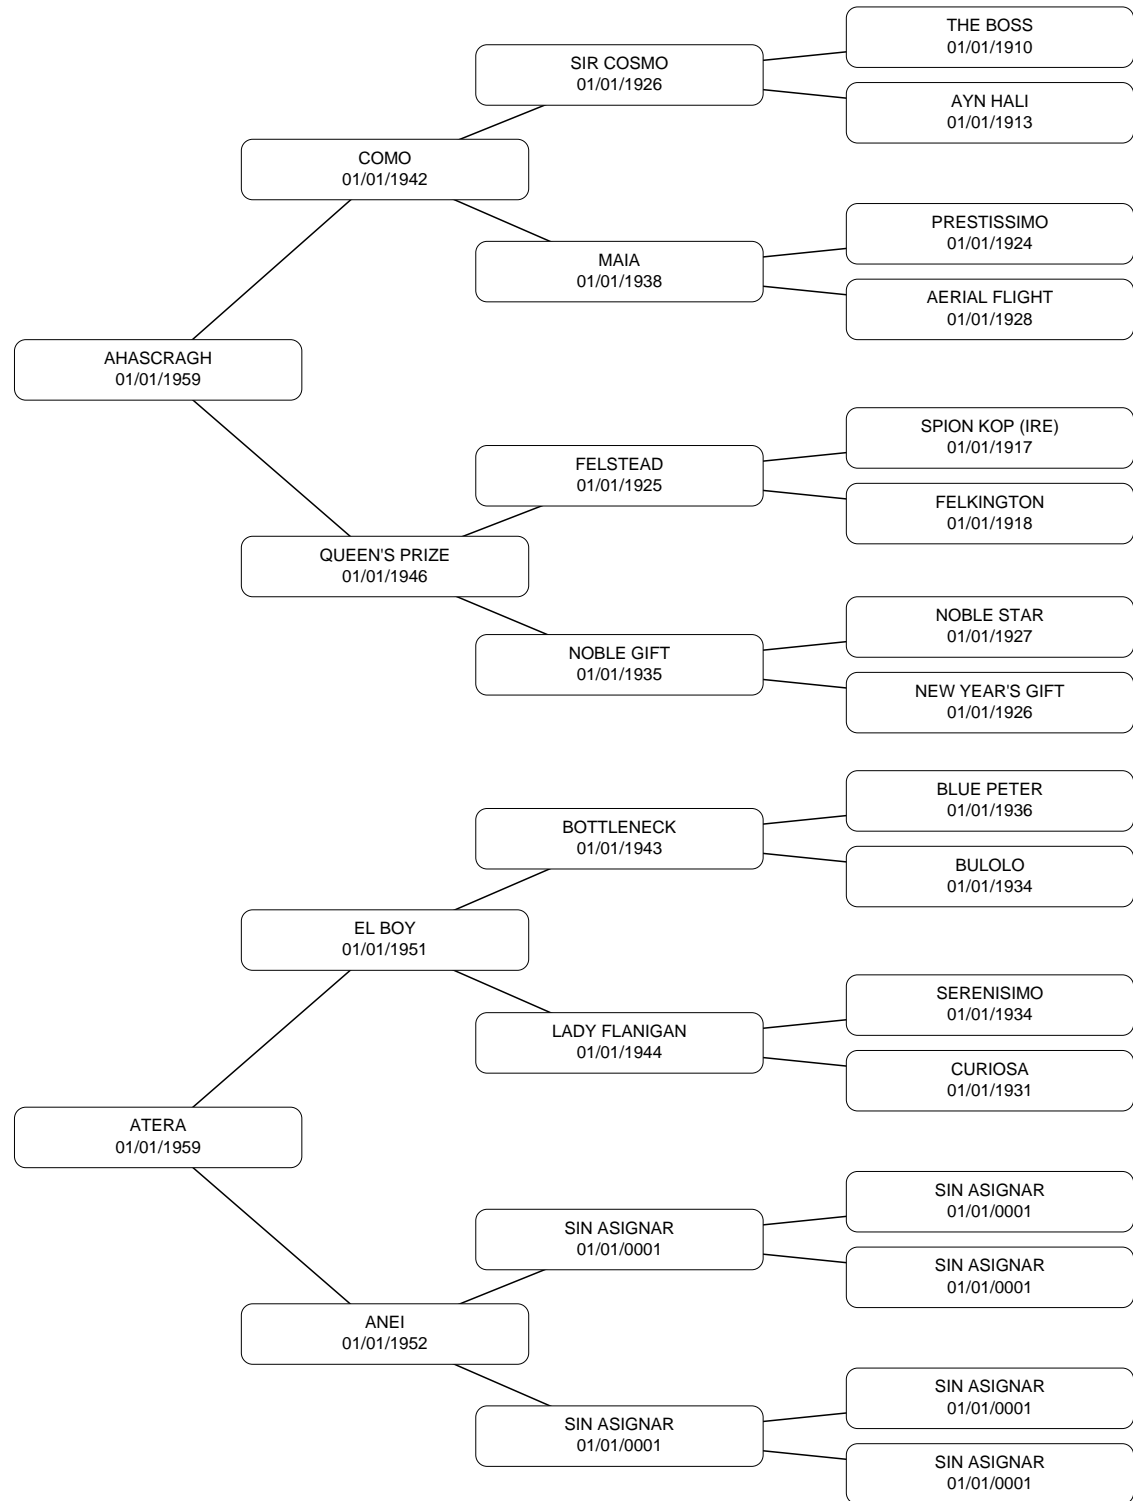 THE BOSS
01/01/1910
SIR COSMO
01/01/1926
AYN HALI
01/01/1913
COMO
01/01/1942
PRESTISSIMO
01/01/1924
MAIA
01/01/1938
AERIAL FLIGHT
01/01/1928
AHASCRAGH
01/01/1959
SPION KOP (IRE)
01/01/1917
FELSTEAD
01/01/1925
FELKINGTON
01/01/1918
QUEEN'S PRIZE
01/01/1946
NOBLE STAR
01/01/1927
NOBLE GIFT
01/01/1935
NEW YEAR'S GIFT
01/01/1926
BLUE PETER
01/01/1936
BOTTLENECK
01/01/1943
BULOLO
01/01/1934
EL BOY
01/01/1951
SERENISIMO
01/01/1934
LADY FLANIGAN
01/01/1944
CURIOSA
01/01/1931
ATERA
01/01/1959
SIN ASIGNAR
01/01/0001
SIN ASIGNAR
01/01/0001
SIN ASIGNAR
01/01/0001
ANEI
01/01/1952
SIN ASIGNAR
01/01/0001
SIN ASIGNAR
01/01/0001
SIN ASIGNAR
01/01/0001